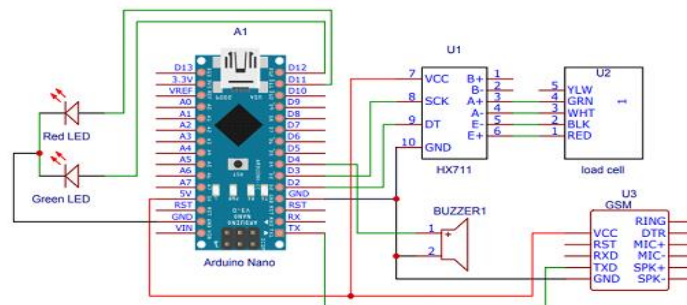 A1
D13 D12
3.3V D11
VREF D10
A0 D9
A1 D8
A2 D7
A3 D6
A4 D5
A5 D4
A6 D3
A7 D2
5V GND
RST RST
GND RX
VIN TX
Arduino Nano
Red LED
Green LED
U1
7 VCC B+ 1
B- 2
8 SCK A+ 3
A- 4
9 DT E- 5
10 GND E+ 6
HX711
U2
5 YLW
4 GRN
3 WHT
2 BLK
1 RED
1
load cell
BUZZER1
1
+
2
U3
GSM
RING
VCC DTR
RST MIC+
RXD MIC-
TXD SPK+
GND SPK-